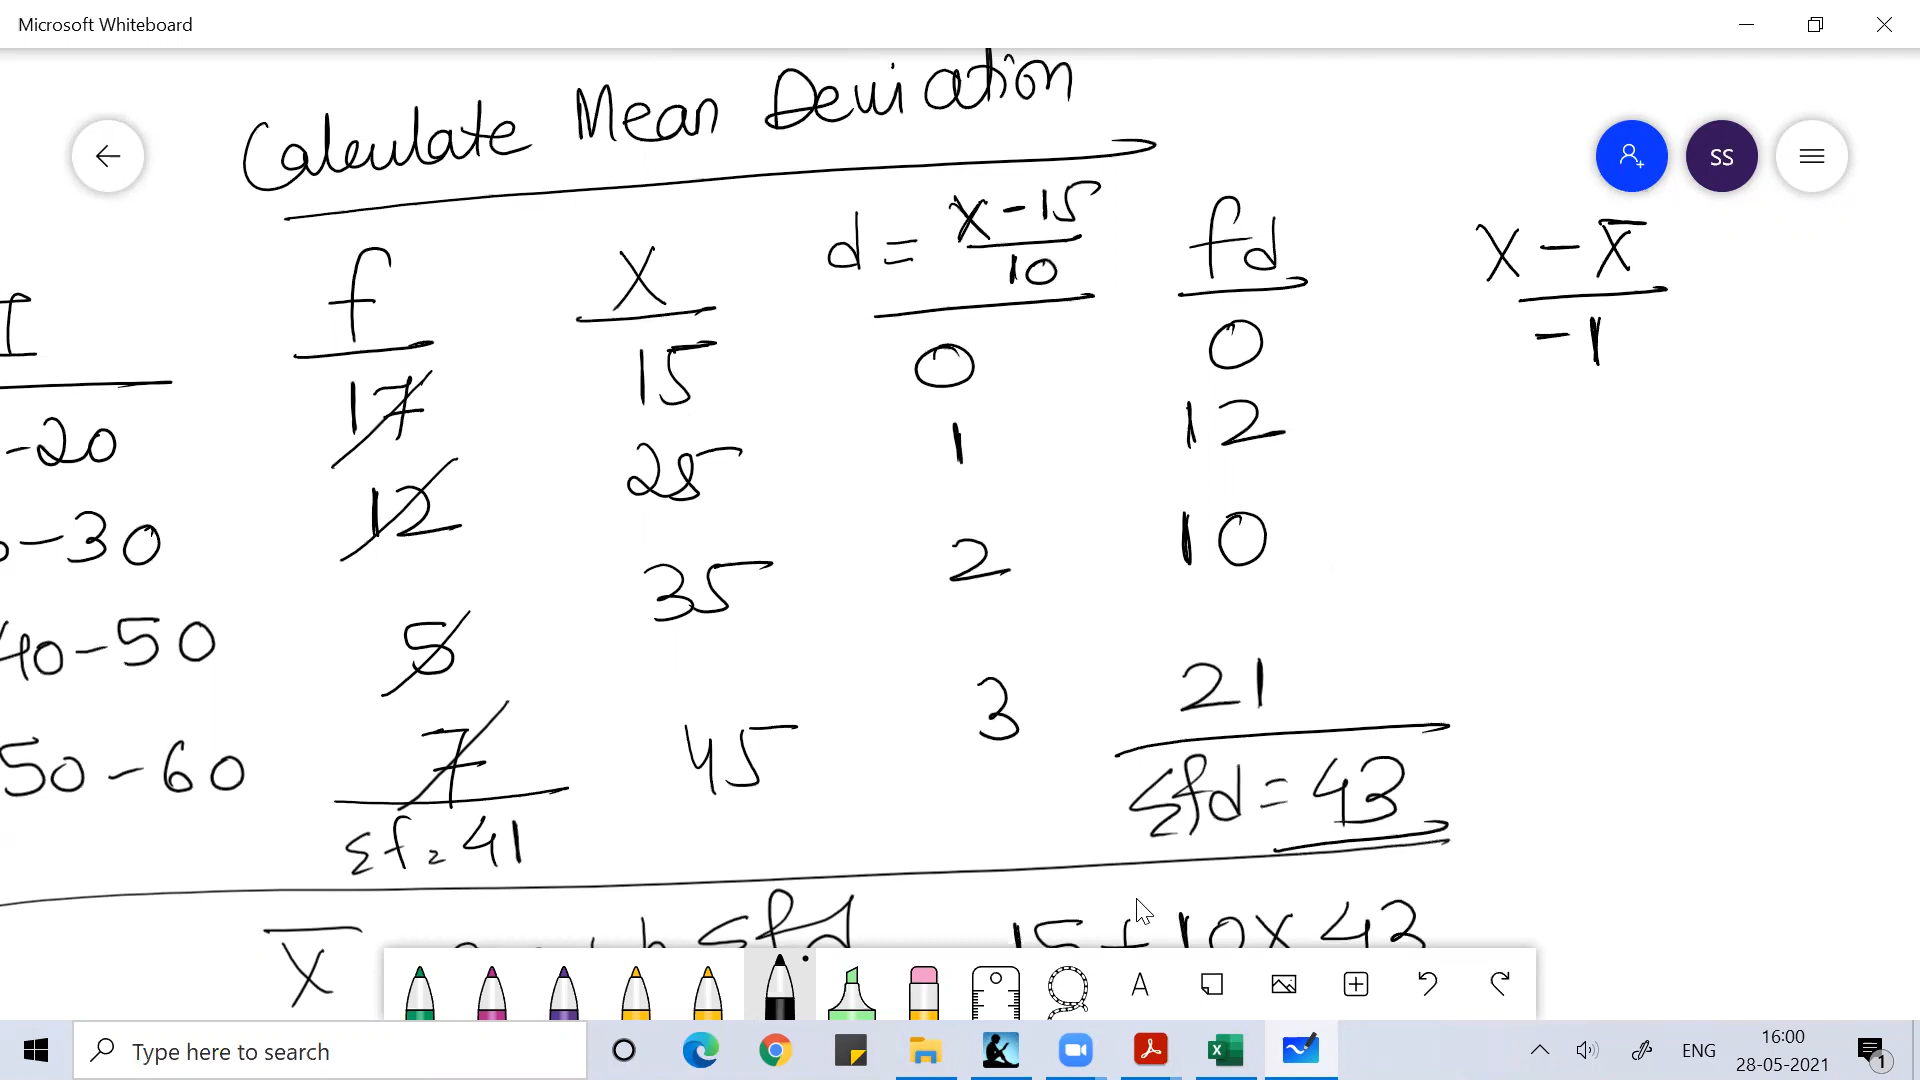 Microsoft Whiteboard
Calculate Mean Deviation
SS
I f X d = X-15/10 fd X - X̄
-20 17 15 0 0 -1
-30 12 25 1 12
40-50 5 35 2 10
50-60 7 45 3 21
Σf = 41 Σfd = 43
X̄ Σfd 15 + 10 X 43
A
Type here to search
ENG
16:00
28-05-2021
1